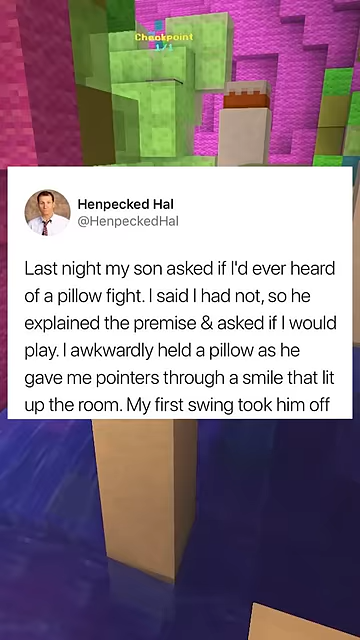 Checkpoint
1/1
Henpecked Hal
@HenpeckedHal
Last night my son asked if I'd ever heard
of a pillow fight. I said I had not, so he
explained the premise & asked if I would
play. I awkwardly held a pillow as he
gave me pointers through a smile that lit
up the room. My first swing took him off